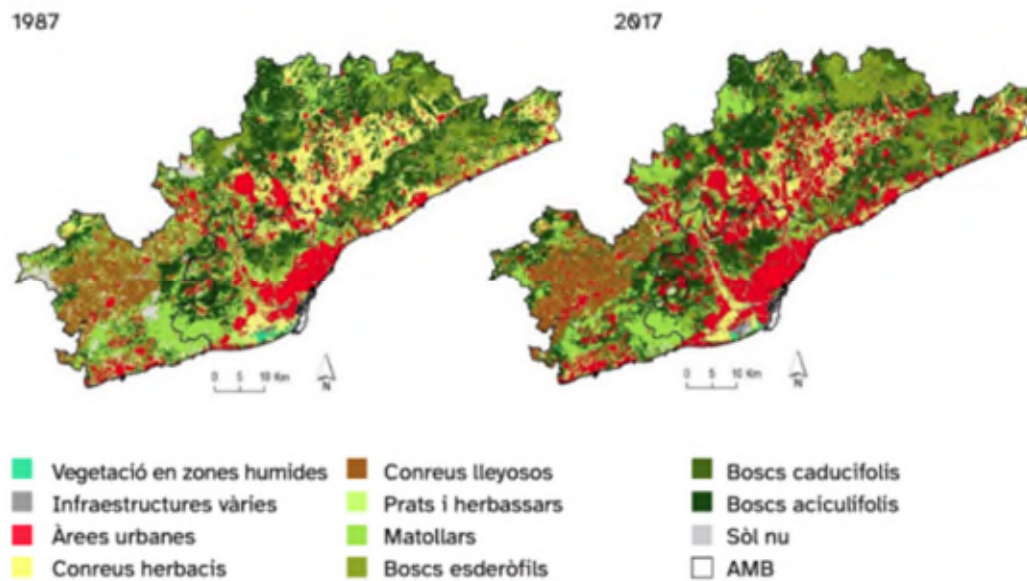 1987
2017
0 5 10 Km
N
0 5 10 Km
N
Vegetació en zones humides
Infraestructures vàries
Àrees urbanes
Conreus herbacis
Conreus lleyosos
Prats i herbassars
Matollars
Boscs esderòfils
Boscs caducifolis
Boscs aciculifolis
Sòl nu
AMB